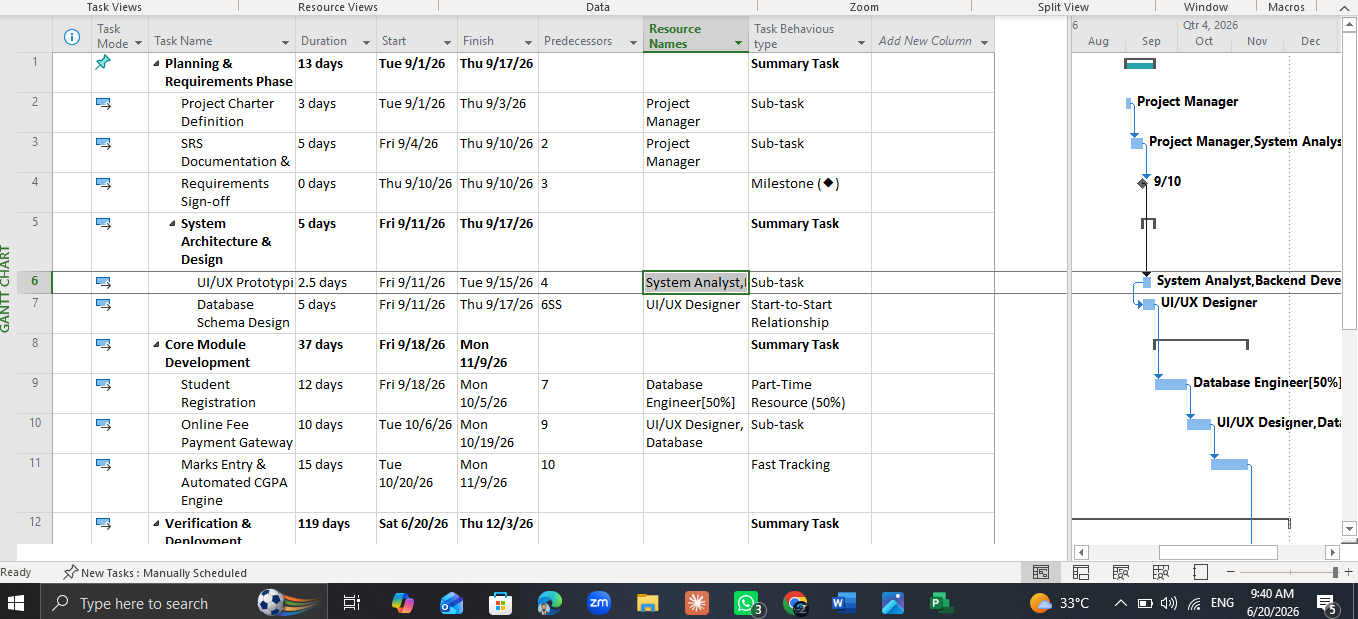 Task Views Resource Views Data Zoom Split View Window Macros
Task Mode Task Name Duration Start Finish Predecessors Resource Names Task Behavious type Add New Column
6 Qtr 4, 2026
Aug Sep Oct Nov Dec
1 Planning & Requirements Phase 13 days Tue 9/1/26 Thu 9/17/26 Summary Task
2 Project Charter Definition 3 days Tue 9/1/26 Thu 9/3/26 Project Manager Sub-task
3 SRS Documentation & 5 days Fri 9/4/26 Thu 9/10/26 2 Project Manager Sub-task
4 Requirements Sign-off 0 days Thu 9/10/26 Thu 9/10/26 3 Milestone (◆)
5 System Architecture & Design 5 days Fri 9/11/26 Thu 9/17/26 Summary Task
6 UI/UX Prototypi 2.5 days Fri 9/11/26 Tue 9/15/26 4 System Analyst, Sub-task
7 Database Schema Design 5 days Fri 9/11/26 Thu 9/17/26 6SS UI/UX Designer Start-to-Start Relationship
8 Core Module Development 37 days Fri 9/18/26 Mon 11/9/26 Summary Task
9 Student Registration 12 days Fri 9/18/26 Mon 10/5/26 7 Database Engineer[50%] Part-Time Resource (50%)
10 Online Fee Payment Gateway 10 days Tue 10/6/26 Mon 10/19/26 9 UI/UX Designer, Database Sub-task
11 Marks Entry & Automated CGPA Engine 15 days Tue 10/20/26 Mon 11/9/26 10 Fast Tracking
12 Verification & Deployment 119 days Sat 6/20/26 Thu 12/3/26 Summary Task
Project Manager
Project Manager,System Analys
9/10
System Analyst,Backend Deve
UI/UX Designer
Database Engineer[50%]
UI/UX Designer,Data
GANTT CHART
Ready New Tasks : Manually Scheduled
Type here to search zm 3 W P 33°C ENG 9:40 AM
6/20/2026 5